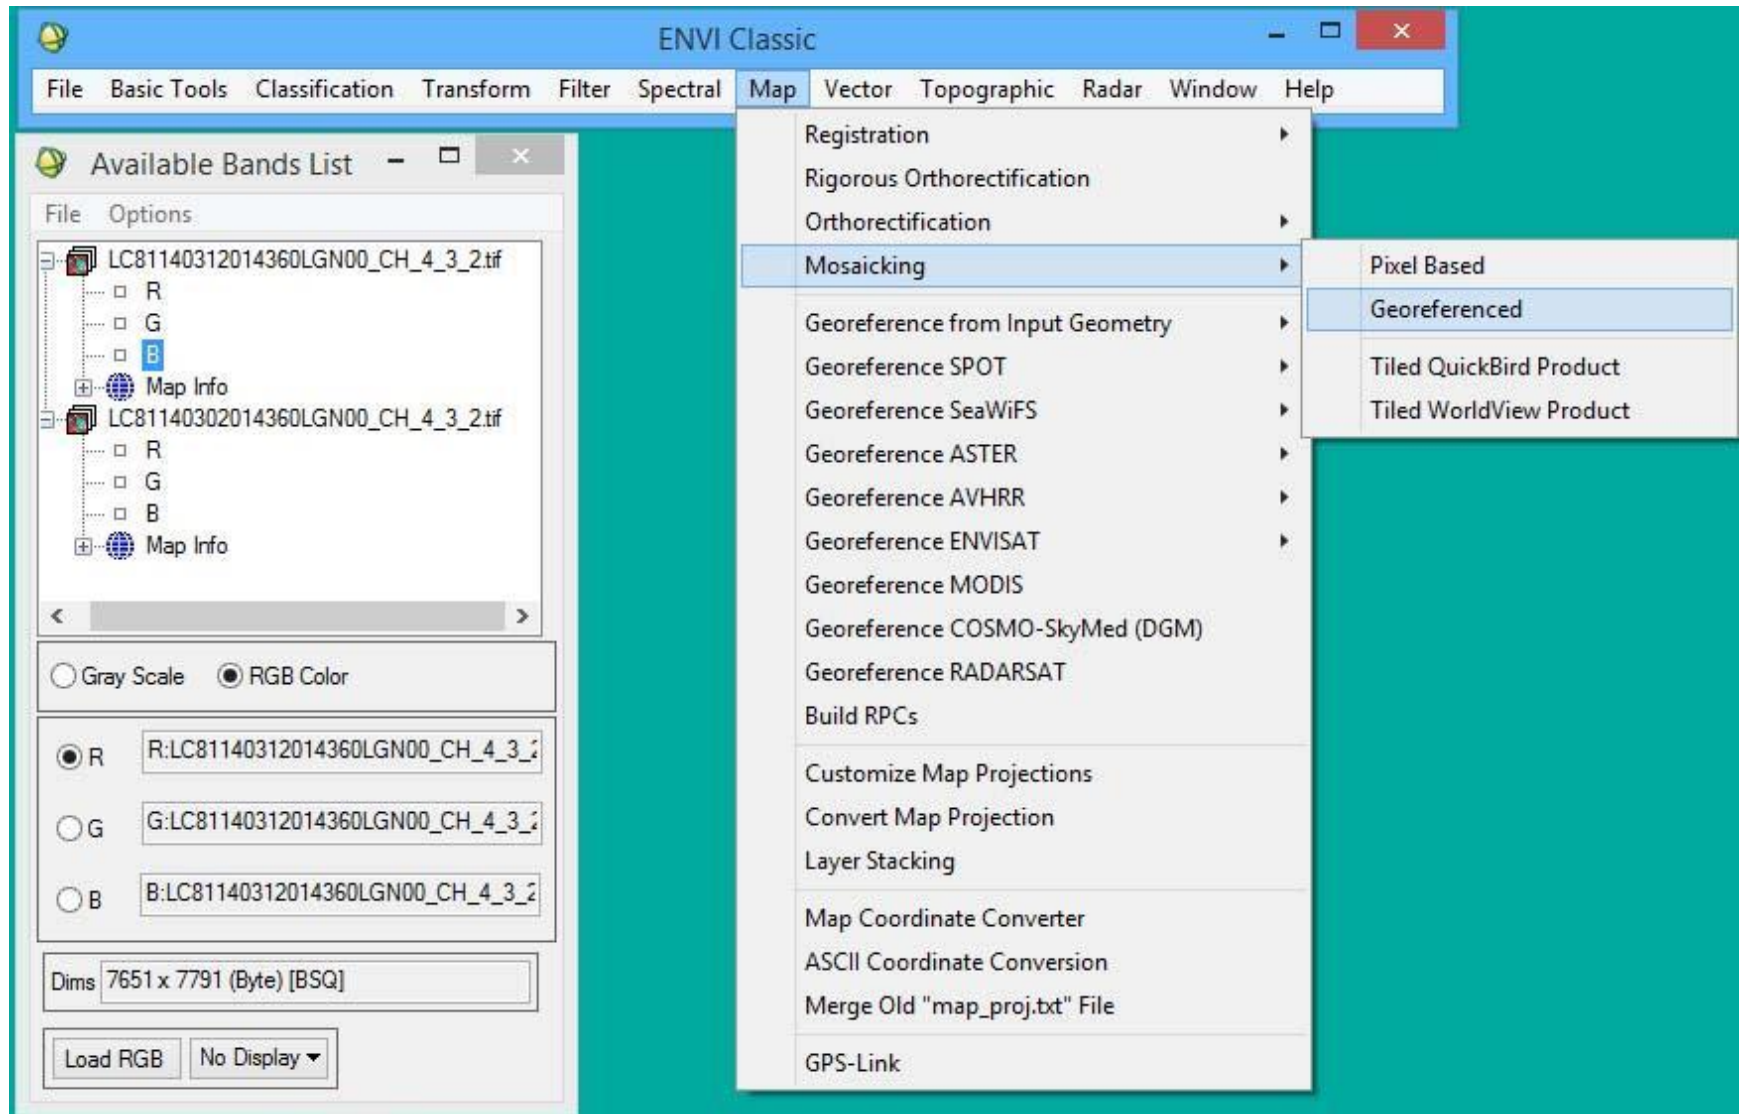 ENVI Classic
File Basic Tools Classification Transform Filter Spectral Map Vector Topographic Radar Window Help
Available Bands List
File Options
LC81140312014360LGN00_CH_4_3_2.tif
R
G
B
Map Info
LC81140302014360LGN00_CH_4_3_2.tif
R
G
B
Map Info
Gray Scale RGB Color
R R:LC81140312014360LGN00_CH_4_3_2
G G:LC81140312014360LGN00_CH_4_3_2
B B:LC81140312014360LGN00_CH_4_3_2
Dims 7651 x 7791 (Byte) [BSQ]
Load RGB No Display
Registration
Rigorous Orthorectification
Orthorectification
Mosaicking
Georeference from Input Geometry
Georeference SPOT
Georeference SeaWiFS
Georeference ASTER
Georeference AVHRR
Georeference ENVISAT
Georeference MODIS
Georeference COSMO-SkyMed (DGM)
Georeference RADARSAT
Build RPCs
Customize Map Projections
Convert Map Projection
Layer Stacking
Map Coordinate Converter
ASCII Coordinate Conversion
Merge Old "map_proj.txt" File
GPS-Link
Pixel Based
Georeferenced
Tiled QuickBird Product
Tiled WorldView Product